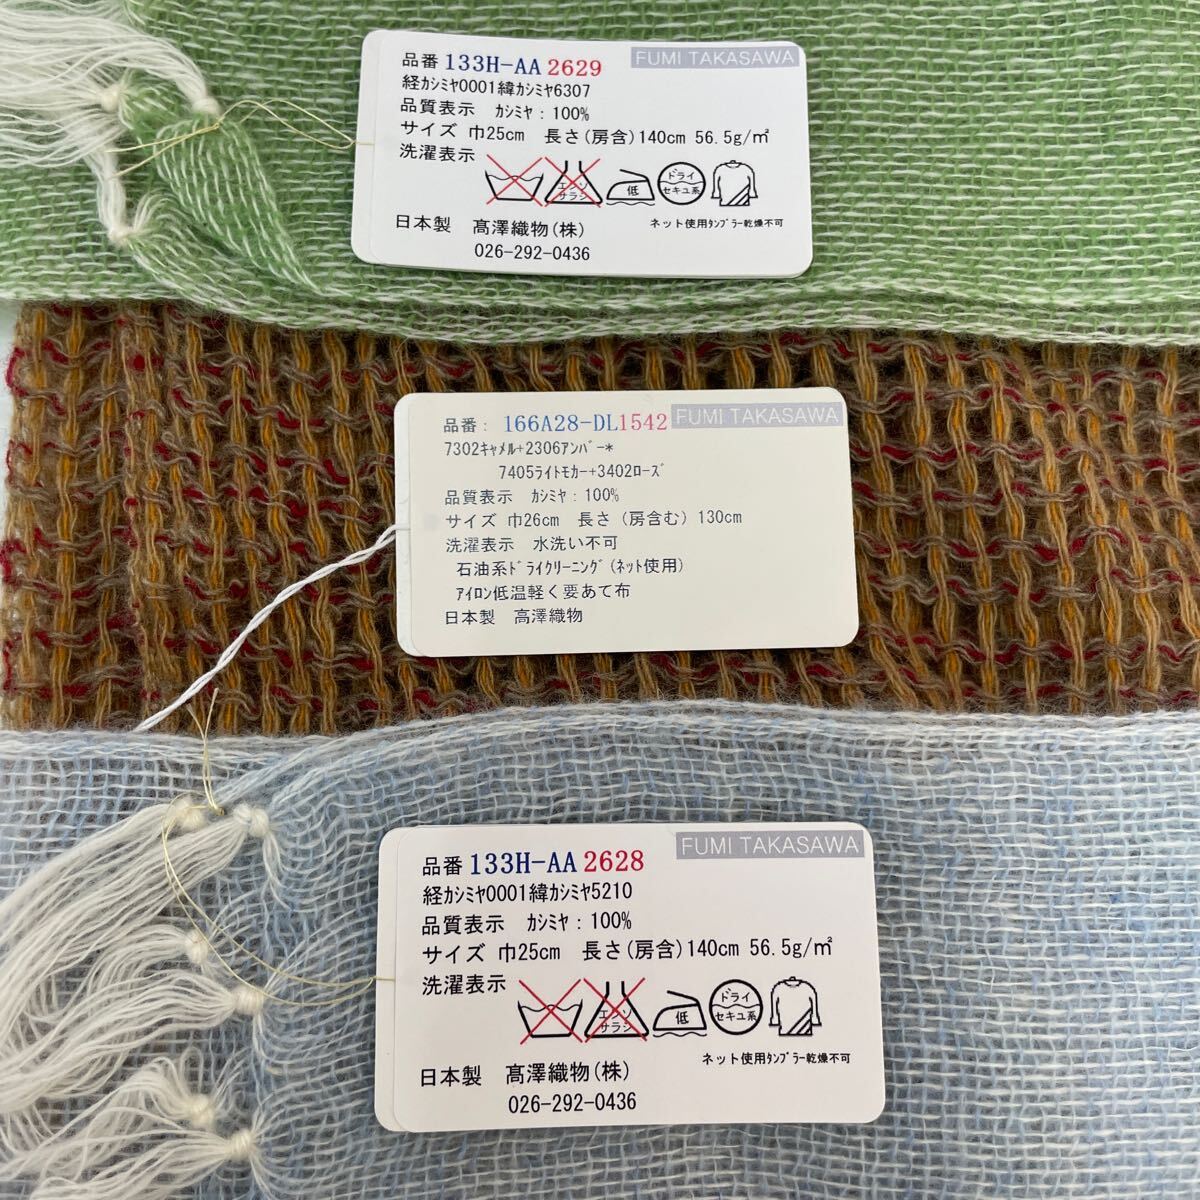 品番 133H-AA 2629 FUMI TAKASAWA
経ｶｼﾐﾔ0001緯ｶｼﾐﾔ6307
品質表示 ｶｼﾐﾔ：100%
サイズ 巾25cm 長さ(房含)140cm 56.5g/㎡
洗濯表示
エンソ
サラシ
低
ドライ
セキユ系
ネット使用ﾀﾝﾌﾞﾗｰ乾燥不可
日本製 髙澤織物(株)
026-292-0436
品番： 166A28-DL1542 FUMI TAKASAWA
7302ｷｬﾒﾙ+2306ｱﾝﾊﾞｰ*
7405ﾗｲﾄﾓカー+3402ﾛｰｽﾞ
品質表示 ｶｼﾐﾔ：100%
サイズ 巾26cm 長さ（房含む）130cm
洗濯表示 水洗い不可
石油系ﾄﾞﾗｲｸﾘｰﾆﾝｸﾞ(ﾈｯﾄ使用)
ｱｲﾛﾝ低温軽く要あて布
日本製 高澤織物
品番 133H-AA 2628 FUMI TAKASAWA
経ｶｼﾐﾔ0001緯ｶｼﾐﾔ5210
品質表示 ｶｼﾐﾔ：100%
サイズ 巾25cm 長さ(房含)140cm 56.5g/㎡
洗濯表示
エンソ
サラシ
低
ドライ
セキユ系
ネット使用ﾀﾝﾌﾞﾗｰ乾燥不可
日本製 髙澤織物(株)
026-292-0436